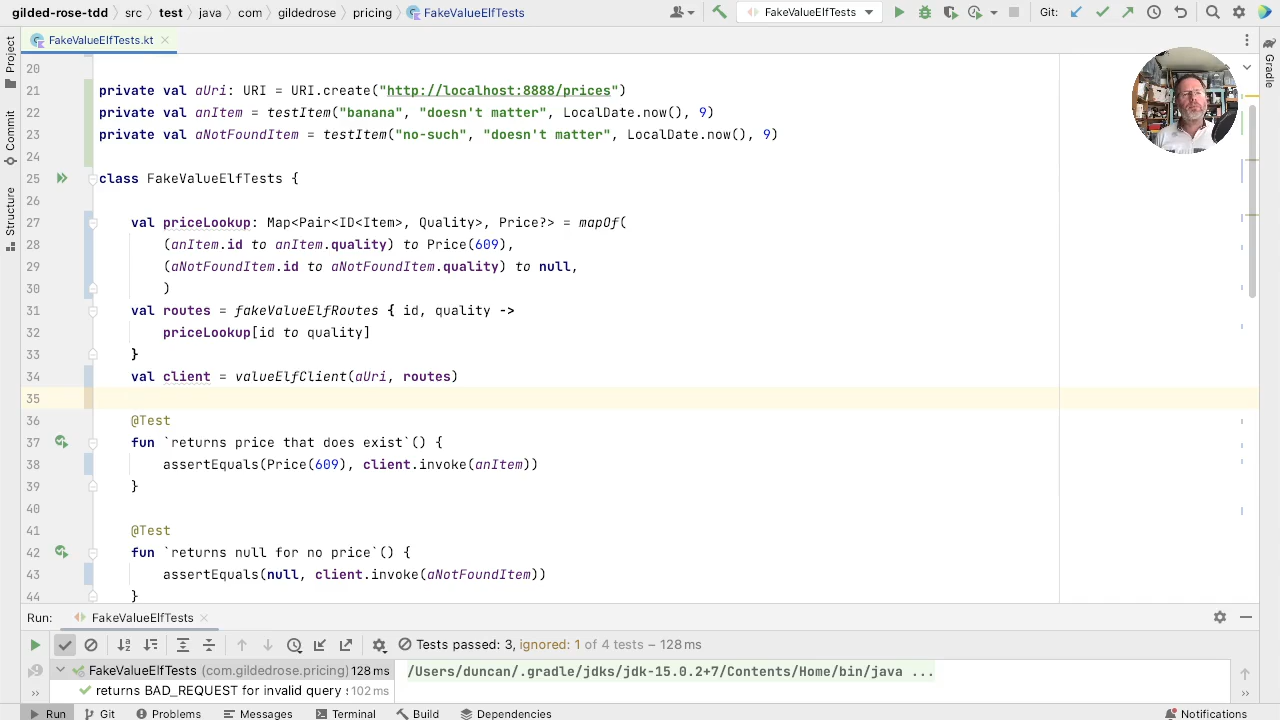 gilded-rose-tdd › src › test › java › com › gildedrose › pricing › FakeValueElfTests
FakeValueElfTests
Git:
FakeValueElfTests.kt
Project
Commit
Structure
Gradle
20
21 private val aUri: URI = URI.create("http://localhost:8888/prices")
22 private val anItem = testItem("banana", "doesn't matter", LocalDate.now(), 9)
23 private val aNotFoundItem = testItem("no-such", "doesn't matter", LocalDate.now(), 9)
24
25 class FakeValueElfTests {
26
27 val priceLookup: Map<Pair<ID<Item>, Quality>, Price?> = mapOf(
28 (anItem.id to anItem.quality) to Price(609),
29 (aNotFoundItem.id to aNotFoundItem.quality) to null,
30 )
31 val routes = fakeValueElfRoutes { id, quality ->
32 priceLookup[id to quality]
33 }
34 val client = valueElfClient(aUri, routes)
35
36 @Test
37 fun `returns price that does exist`() {
38 assertEquals(Price(609), client.invoke(anItem))
39 }
40
41 @Test
42 fun `returns null for no price`() {
43 assertEquals(null, client.invoke(aNotFoundItem))
44 }
Run: FakeValueElfTests
Tests passed: 3, ignored: 1 of 4 tests – 128 ms
FakeValueElfTests (com.gildedrose.pricing) 128 ms
/Users/duncan/.gradle/jdks/jdk-15.0.2+7/Contents/Home/bin/java ...
returns BAD_REQUEST for invalid query 102 ms
Run Git Problems Messages Terminal Build Dependencies Notifications